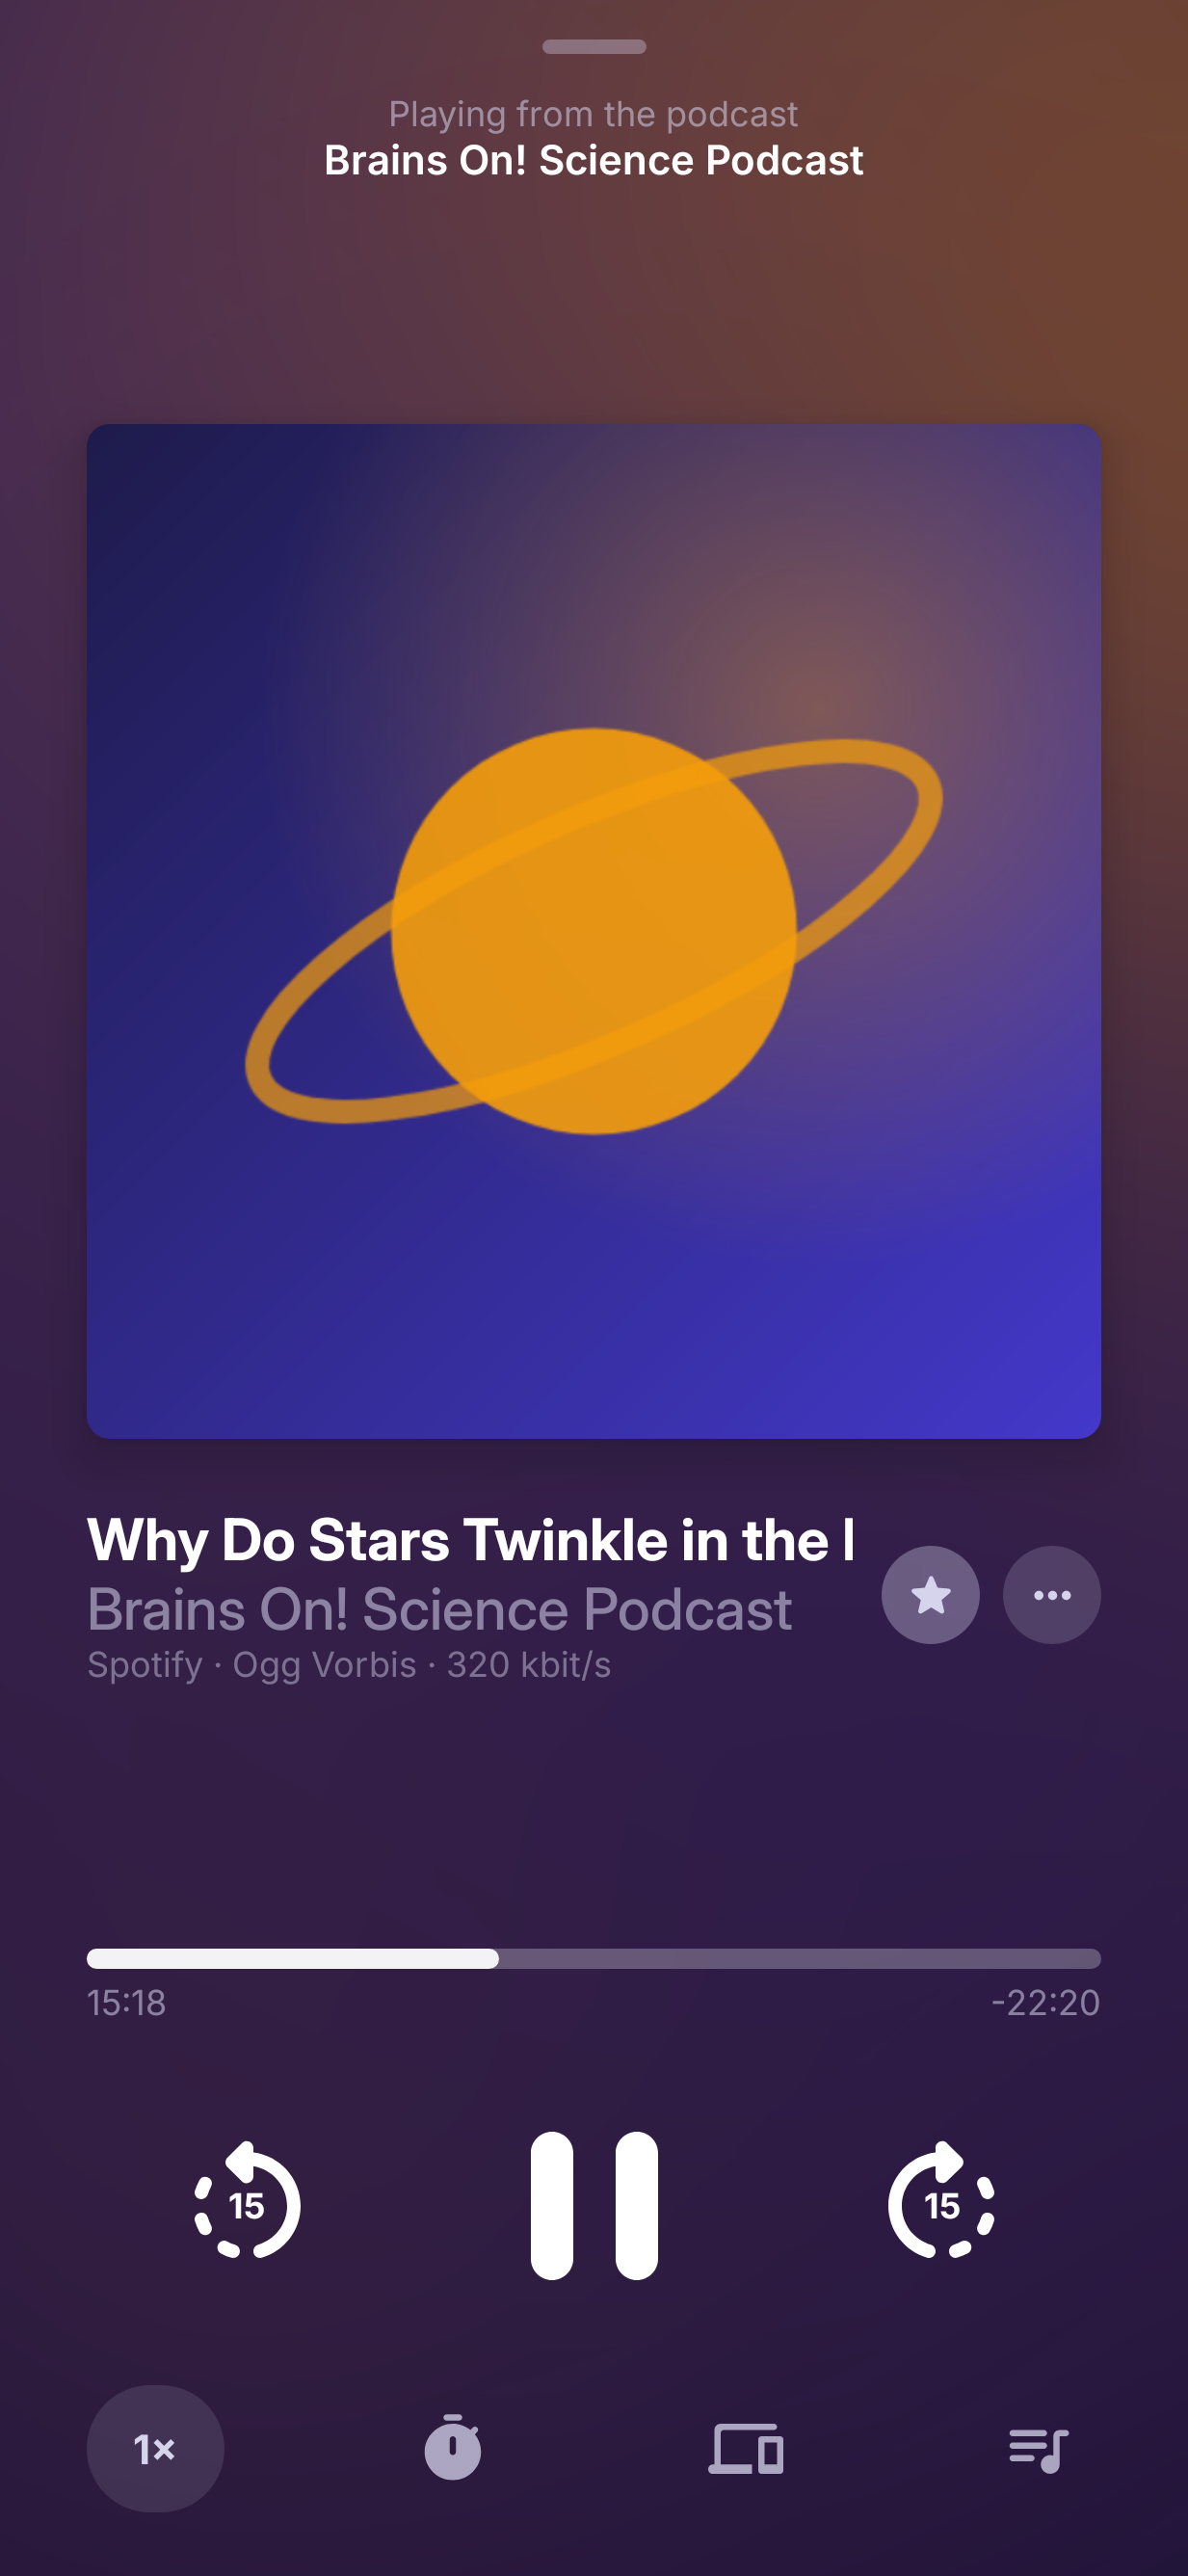 Playing from the podcast
Brains On! Science Podcast
Why Do Stars Twinkle in the
Brains On! Science Podcast
Spotify · Ogg Vorbis · 320 kbit/s
15:18 -22:20
15 15
1×